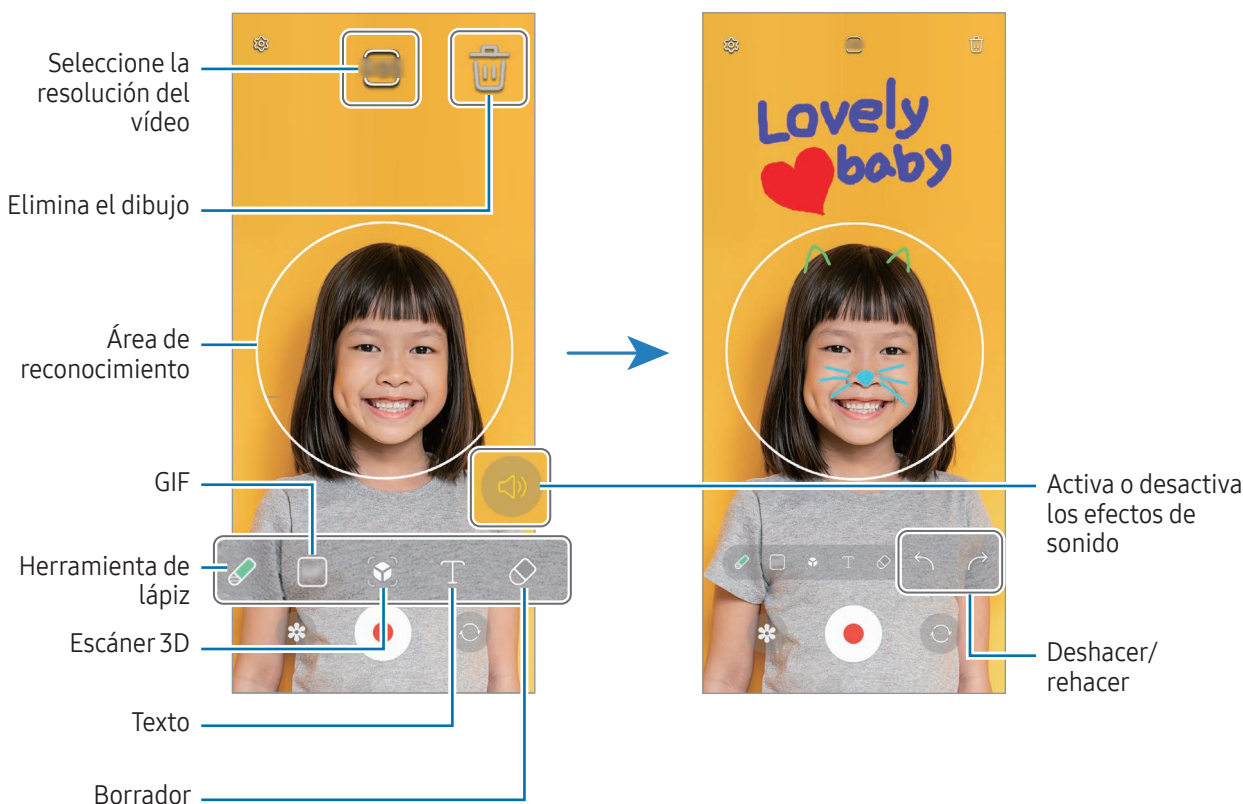 Seleccione la
resolución del
vídeo
Elimina el dibujo
Área de
reconocimiento
GIF
Herramienta de
lápiz
Escáner 3D
Texto
Borrador
Lovely
baby
Activa o desactiva
los efectos de
sonido
Deshacer/
rehacer